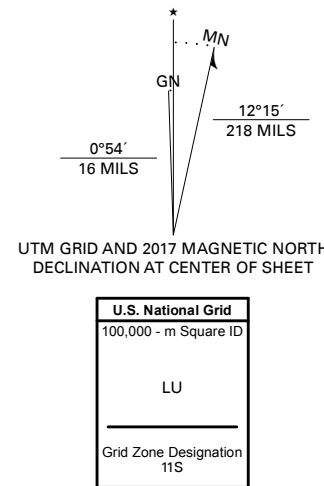 ★
MN
GN
12°15´
218 MILS
0°54´
16 MILS
UTM GRID AND 2017 MAGNETIC NORTH
DECLINATION AT CENTER OF SHEET
U.S. National Grid
100,000 - m Square ID
LU
Grid Zone Designation
11S